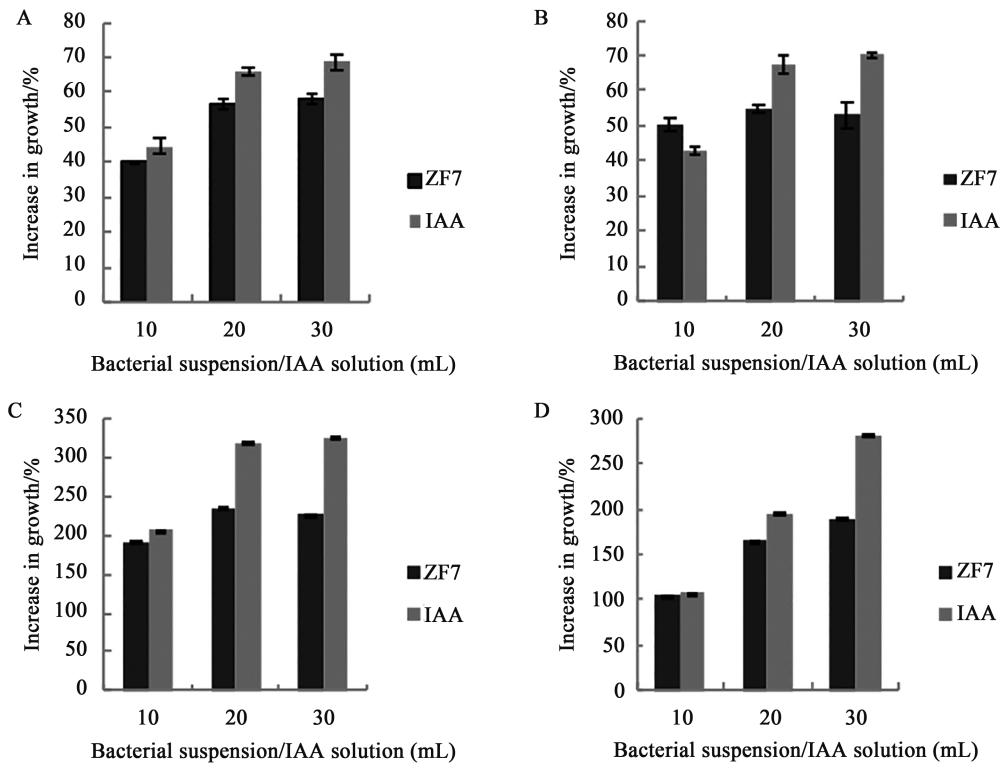 A
Increase in growth/%
80
70
60
50
40
30
20
10
0
10 20 30
Bacterial suspension/IAA solution (mL)
ZF7
IAA
B
Increase in growth/%
80
70
60
50
40
30
20
10
0
10 20 30
Bacterial suspension/IAA solution (mL)
ZF7
IAA
C
Increase in growth/%
350
300
250
200
150
100
50
0
10 20 30
Bacterial suspension/IAA solution (mL)
ZF7
IAA
D
Increase in growth/%
300
250
200
150
100
50
0
10 20 30
Bacterial suspension/IAA solution (mL)
ZF7
IAA